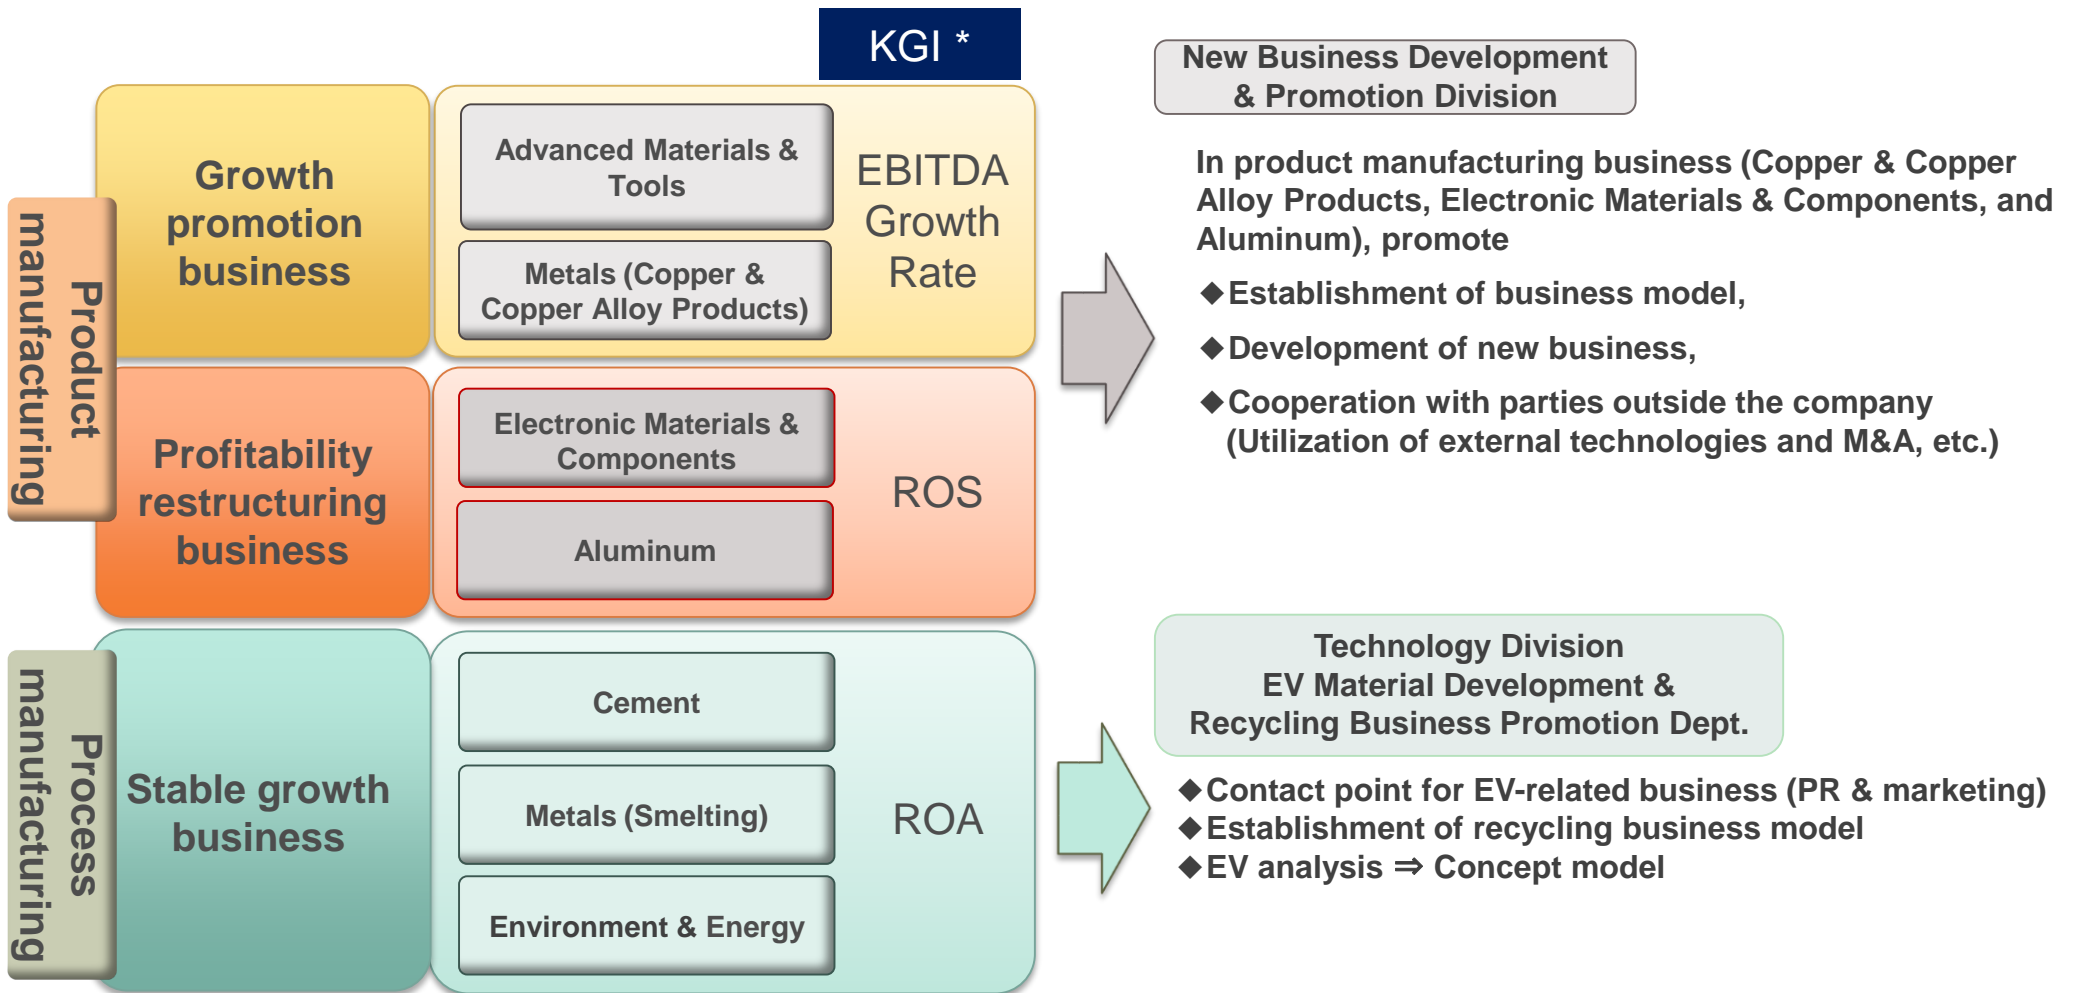 KGI *
Product
manufacturing
Growth
promotion
business
Advanced Materials &
Tools
Metals (Copper &
Copper Alloy Products)
EBITDA
Growth
Rate
Profitability
restructuring
business
Electronic Materials &
Components
Aluminum
ROS
Process
manufacturing
Stable growth
business
Cement
Metals (Smelting)
Environment & Energy
ROA
New Business Development
& Promotion Division
In product manufacturing business (Copper & Copper
Alloy Products, Electronic Materials & Components, and
Aluminum), promote
◆Establishment of business model,
◆Development of new business,
◆Cooperation with parties outside the company
(Utilization of external technologies and M&A, etc.)
Technology Division
EV Material Development &
Recycling Business Promotion Dept.
◆Contact point for EV-related business (PR & marketing)
◆Establishment of recycling business model
◆EV analysis ⇒ Concept model